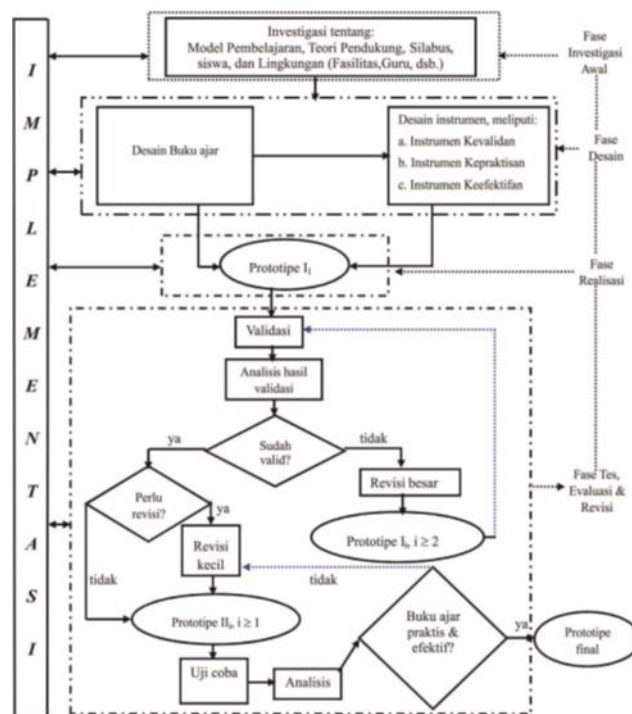 I
M
P
L
E
M
E
N
T
A
S
I
Investigasi tentang:
Model Pembelajaran, Teori Pendukung, Silabus,
siswa, dan Lingkungan (Fasilitas,Guru, dsb.)
Fase
Investigasi
Awal
Desain Buku ajar
Desain instrumen, meliputi:
a. Instrumen Kevalidan
b. Instrumen Kepraktisan
c. Instrumen Keefektifan
Fase
Desain
Prototipe I₁
Fase
Realisasi
Validasi
Analisis hasil
validasi
Sudah
valid?
ya
tidak
Perlu
revisi?
ya
Revisi besar
Fase Tes,
Evaluasi &
Revisi
Revisi
kecil
Prototipe Iᵢ, i ≥ 2
tidak
tidak
Prototipe IIᵢ, i ≥ 1
Buku ajar
praktis &
efektif?
ya
Prototipe
final
Uji coba
Analisis